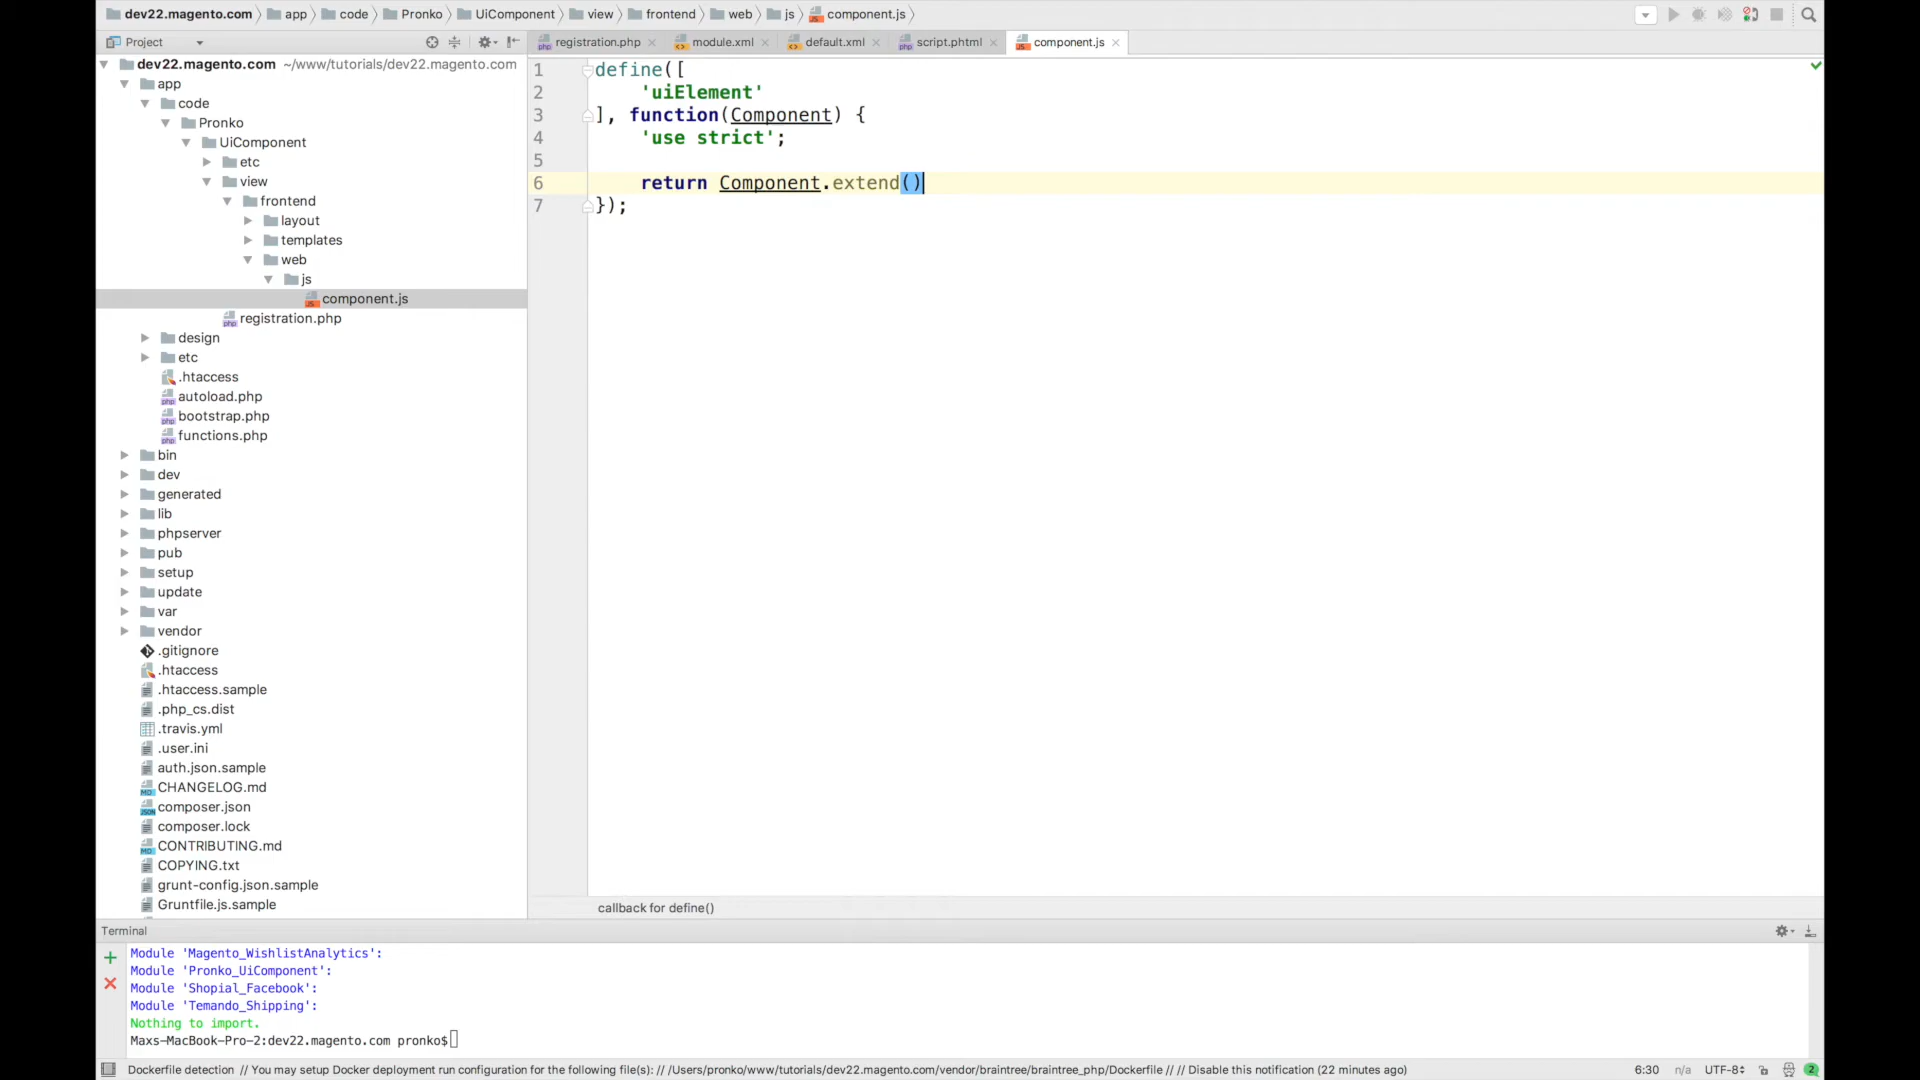 dev22.magento.com app code Pronko UiComponent view frontend web js component.js
Project
registration.php module.xml default.xml script.phtml component.js
dev22.magento.com ~/www/tutorials/dev22.magento.com
app
code
Pronko
UiComponent
etc
view
frontend
layout
templates
web
js
component.js
registration.php
design
etc
.htaccess
autoload.php
bootstrap.php
functions.php
bin
dev
generated
lib
phpserver
pub
setup
update
var
vendor
.gitignore
.htaccess
.htaccess.sample
.php_cs.dist
.travis.yml
.user.ini
auth.json.sample
CHANGELOG.md
composer.json
composer.lock
CONTRIBUTING.md
COPYING.txt
grunt-config.json.sample
Gruntfile.js.sample
1 define([
2 'uiElement'
3 ], function(Component) {
4 'use strict';
5
6 return Component.extend()
7 });
callback for define()
Terminal
Module 'Magento_WishlistAnalytics':
Module 'Pronko_UiComponent':
Module 'Shopial_Facebook':
Module 'Temando_Shipping':
Nothing to import.
Maxs-MacBook-Pro-2:dev22.magento.com pronko$
Dockerfile detection // You may setup Docker deployment run configuration for the following file(s): // /Users/pronko/www/tutorials/dev22.magento.com/vendor/braintree/braintree_php/Dockerfile // // Disable this notification (22 minutes ago) 6:30 n/a UTF-8 2